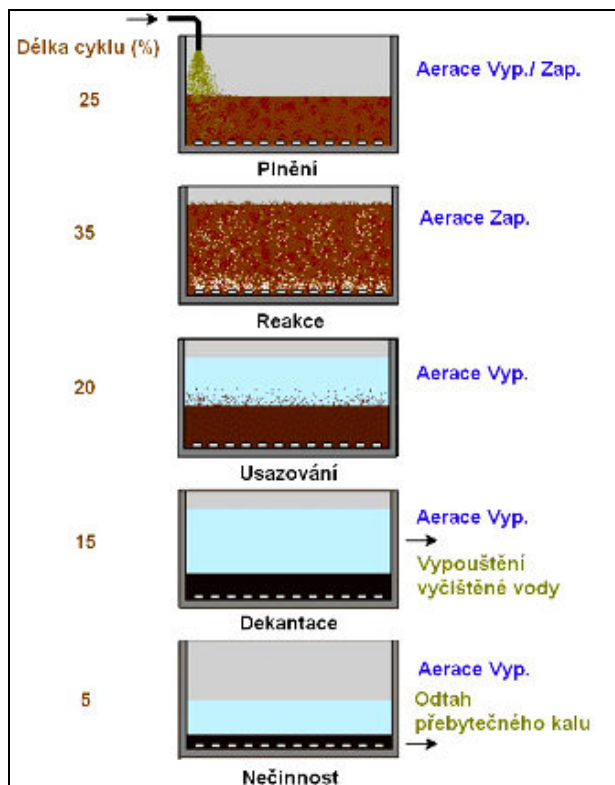 Délka cyklu (%)
Aerace Vyp./ Zap.
25
Plnění
Aerace Zap.
35
Reakce
Aerace Vyp.
20
Usazování
Aerace Vyp.
15
Vypouštění
vyčištěné vody
Dekantace
Aerace Vyp.
5
Odtah
přebytečného kalu
Nečinnost